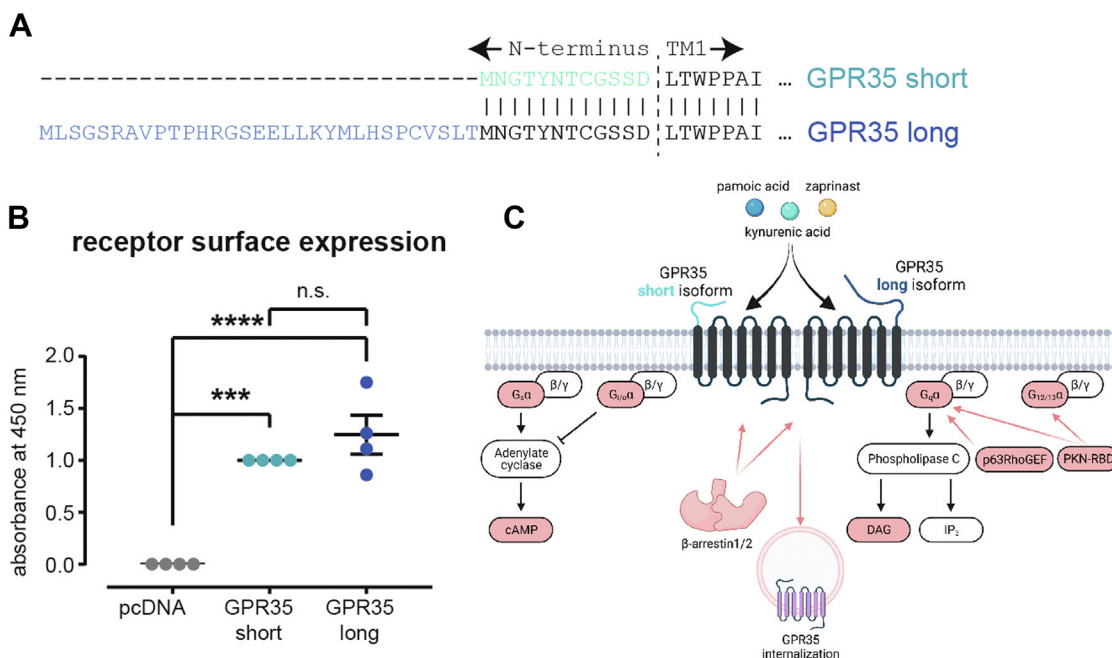 A
N-terminus TM1
--------------------------------MNGTYNTCGSSD LTWPPAI ... GPR35 short
MLSGSRAVPTPHRGSEELLKYMLHSPCVSLTMNGTYNTCGSSD LTWPPAI ... GPR35 long
B
receptor surface expression
n.s.
****
***
absorbance at 450 nm
2.0
1.5
1.0
0.5
0.0
pcDNA
GPR35
short
GPR35
long
C
pamoic acid
zaprinast
kynurenic acid
GPR35
short isoform
GPR35
long isoform
Gsα
β/γ
Gi/oα
β/γ
Gqα
β/γ
G12/13α
β/γ
Adenylate
cyclase
cAMP
β-arrestin1/2
Phospholipase C
p63RhoGEF
PKN-RBD
DAG
IP3
GPR35
internalization